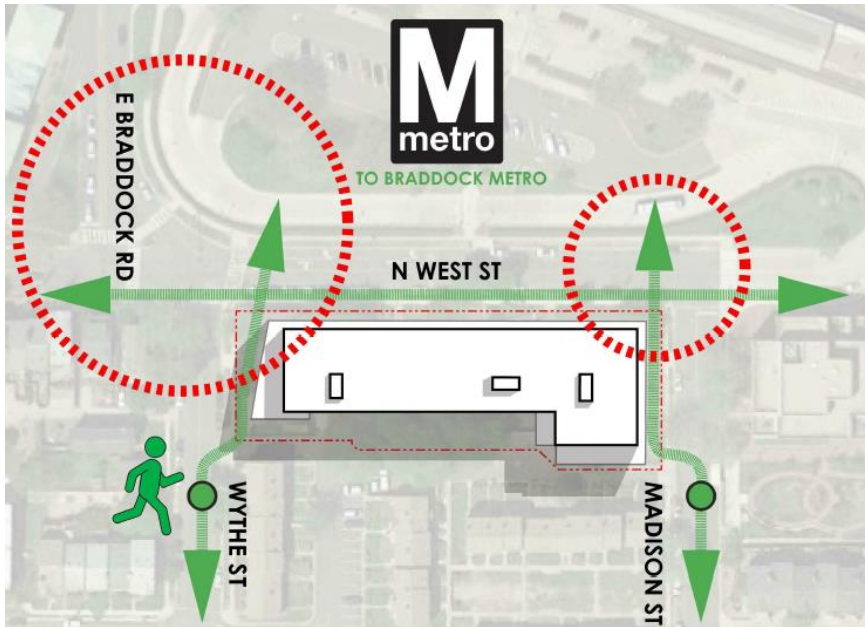 M
metro
TO BRADDOCK METRO
E BRADDOCK RD
N WEST ST
WYTHE ST
MADISON ST